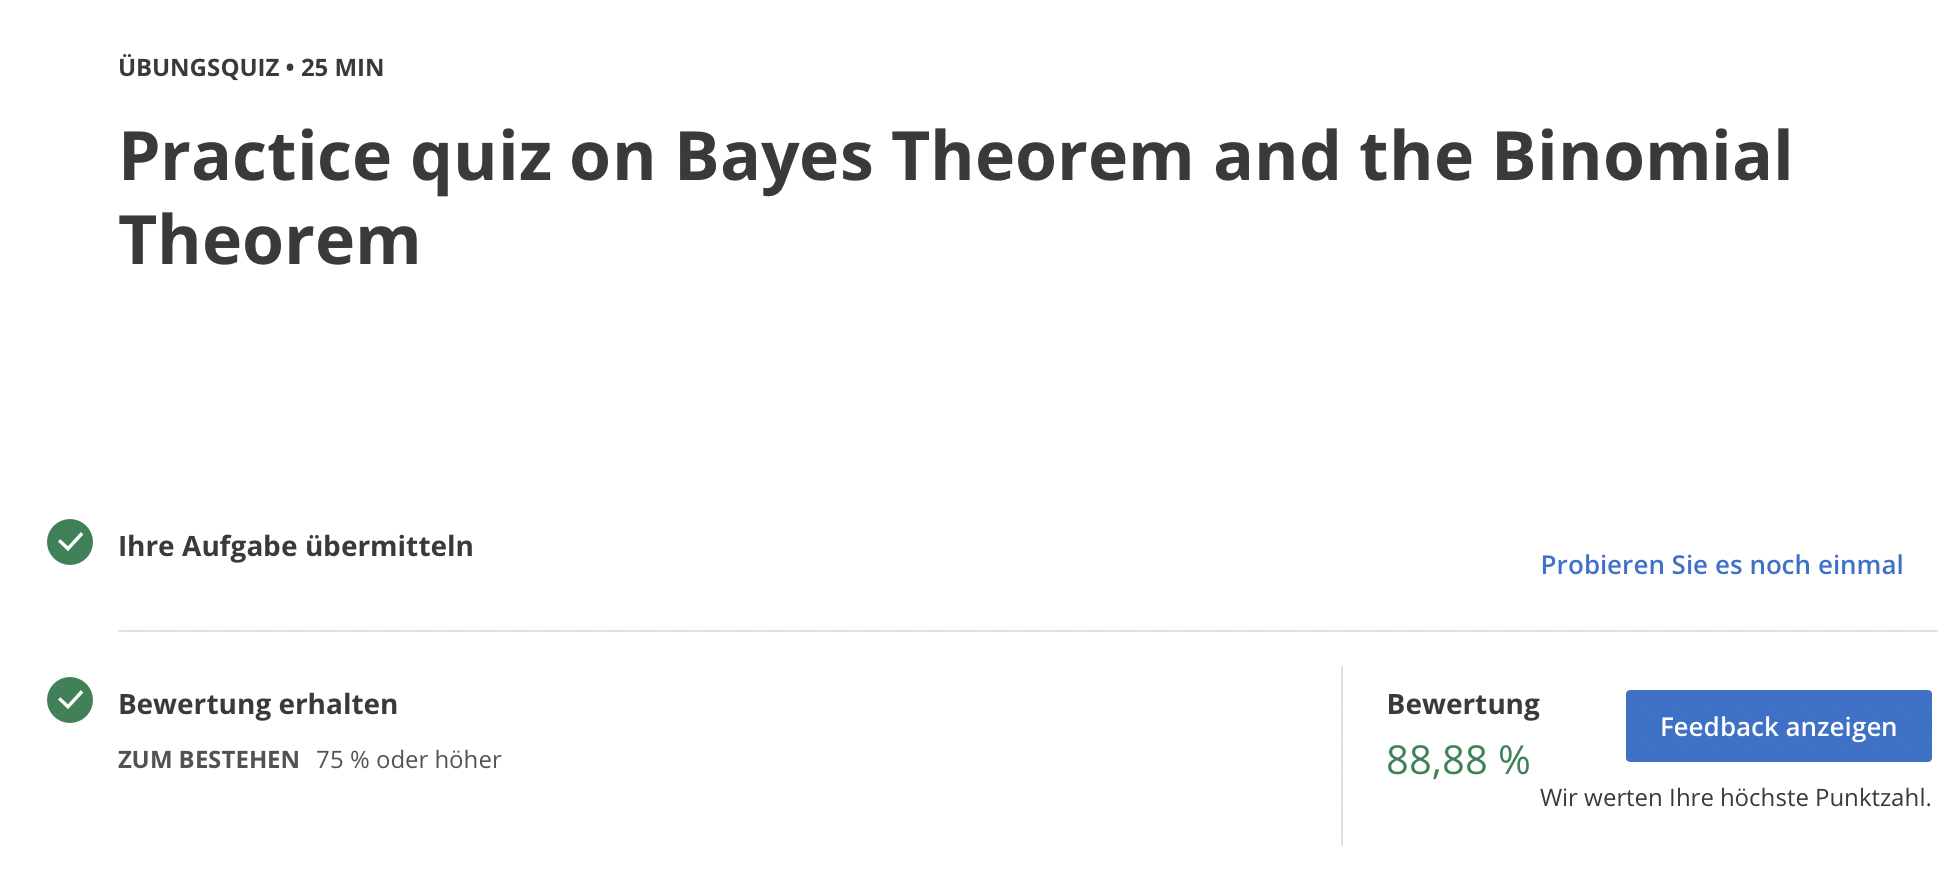 ÜBUNGSQUIZ • 25 MIN
Practice quiz on Bayes Theorem and the Binomial
Theorem
Ihre Aufgabe übermitteln
Probieren Sie es noch einmal
Bewertung erhalten
ZUM BESTEHEN 75 % oder höher
Bewertung
88,88 %
Feedback anzeigen
Wir werten Ihre höchste Punktzahl.